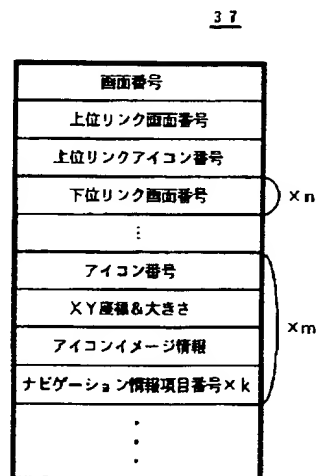 37
画面番号
上位リンク画面番号
上位リンクアイコン番号
下位リンク画面番号
×n
⋮
アイコン番号
XY座標&大きさ
アイコンイメージ情報
×m
ナビゲーション情報項目番号×k